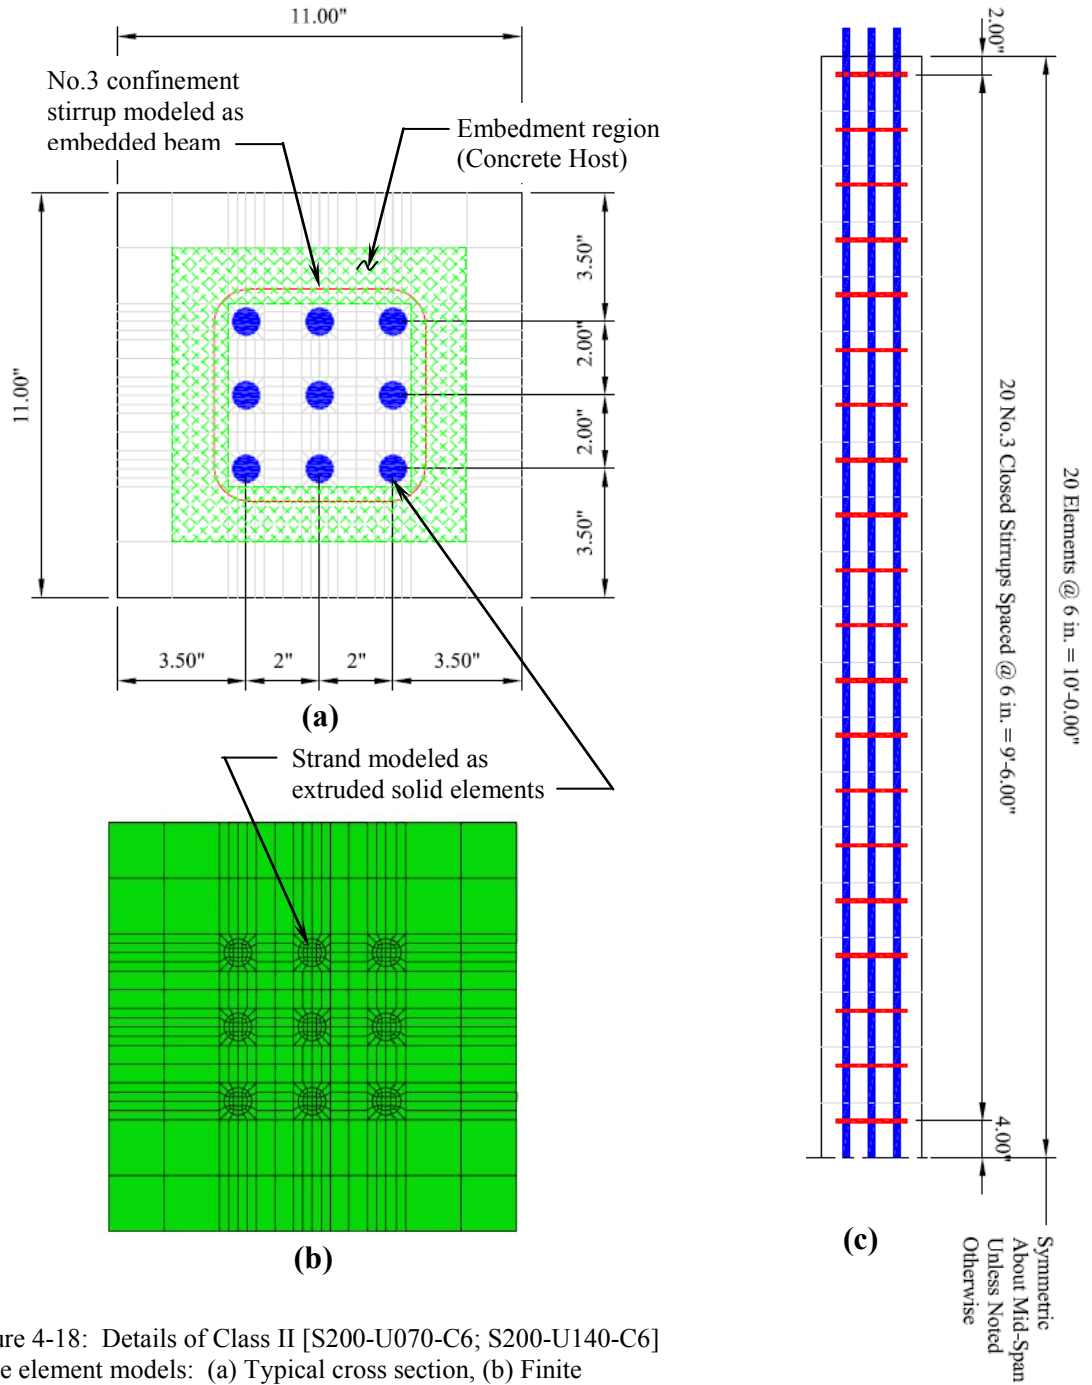 11.00"
No.3 confinement
stirrup modeled as
embedded beam
Embedment region
(Concrete Host)
11.00"
3.50"
2.00"
2.00"
3.50"
3.50"
2"
2"
3.50"
(a)
Strand modeled as
extruded solid elements
(b)
2.00"
20 No.3 Closed Stirrups Spaced @ 6 in. = 9'-6.00"
20 Elements @ 6 in. = 10'-0.00"
4.00"
(c)
Symmetric
About Mid-Span
Unless Noted
Otherwise
ure 4-18: Details of Class II [S200-U070-C6; S200-U140-C6]
e element models: (a) Typical cross section, (b) Finite